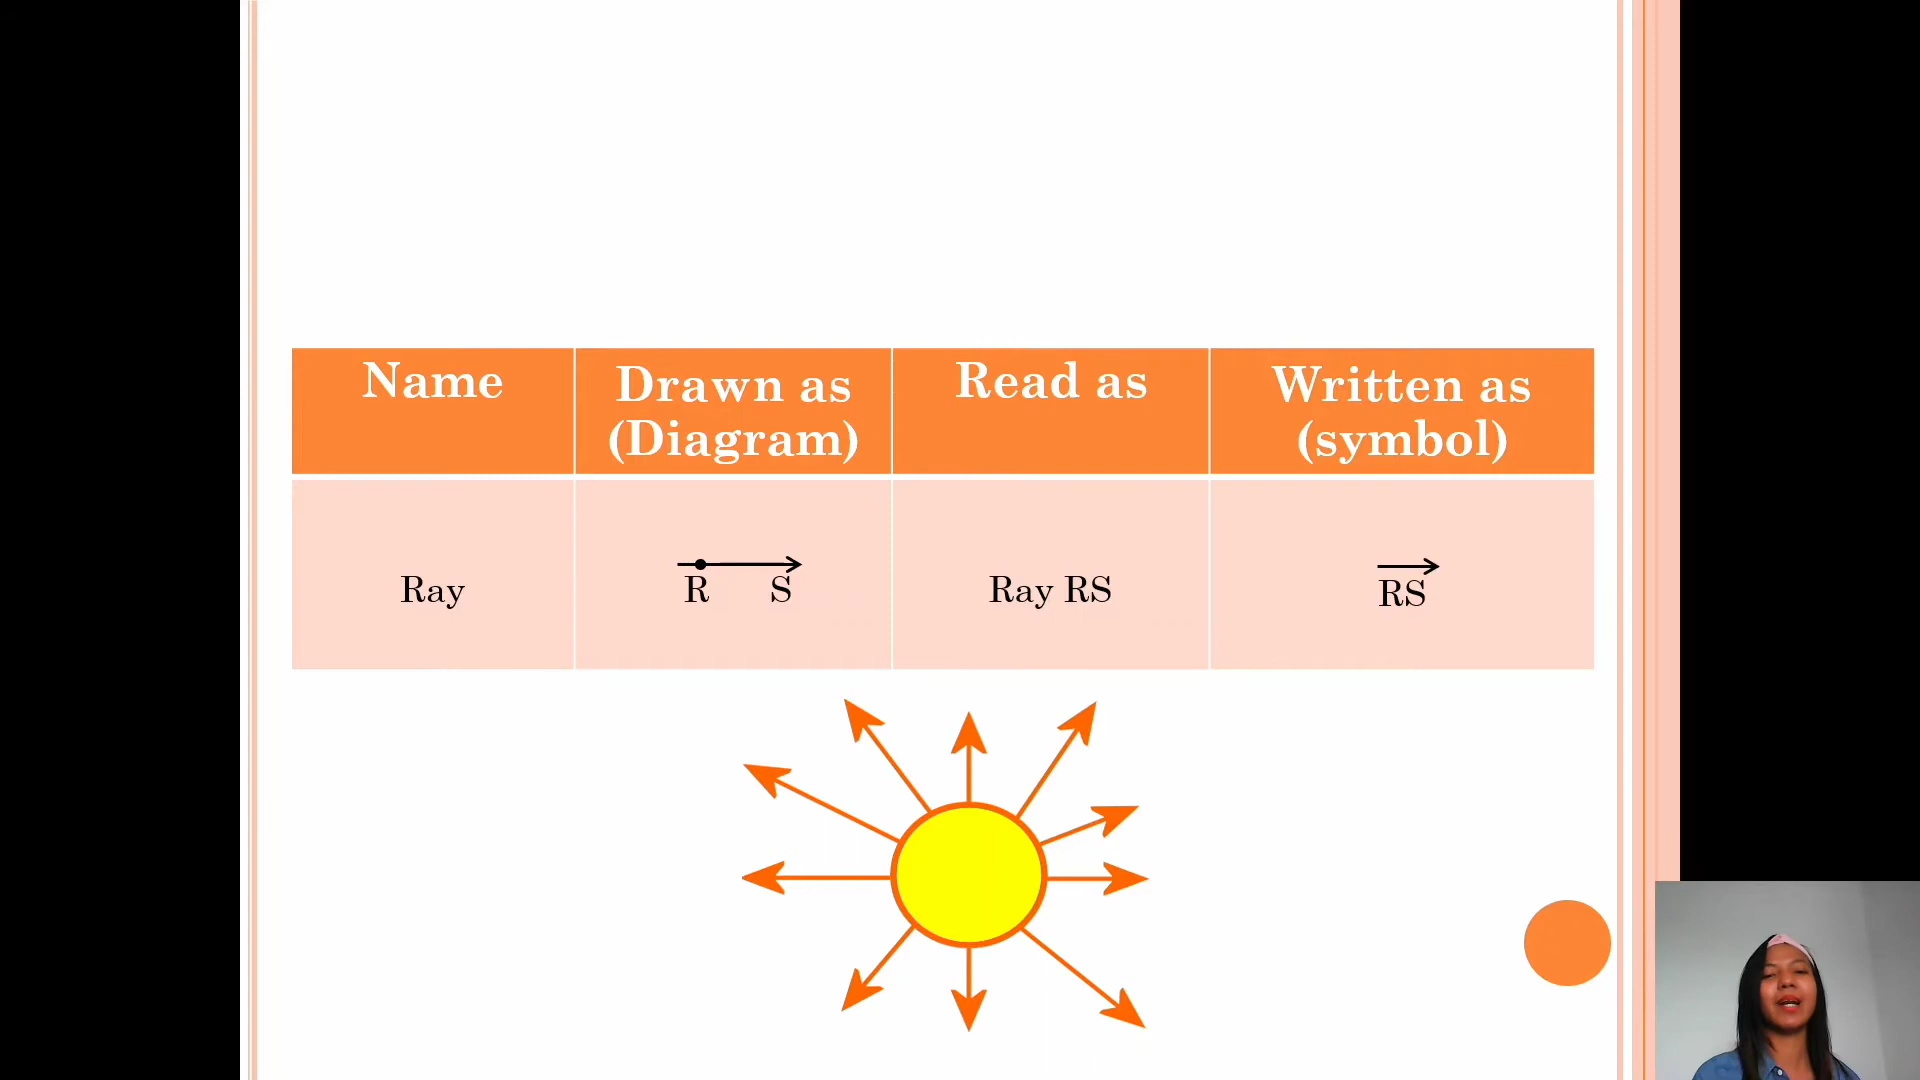 Name
Drawn as
(Diagram)
Read as
Written as
(symbol)
Ray
R S
Ray RS
RS